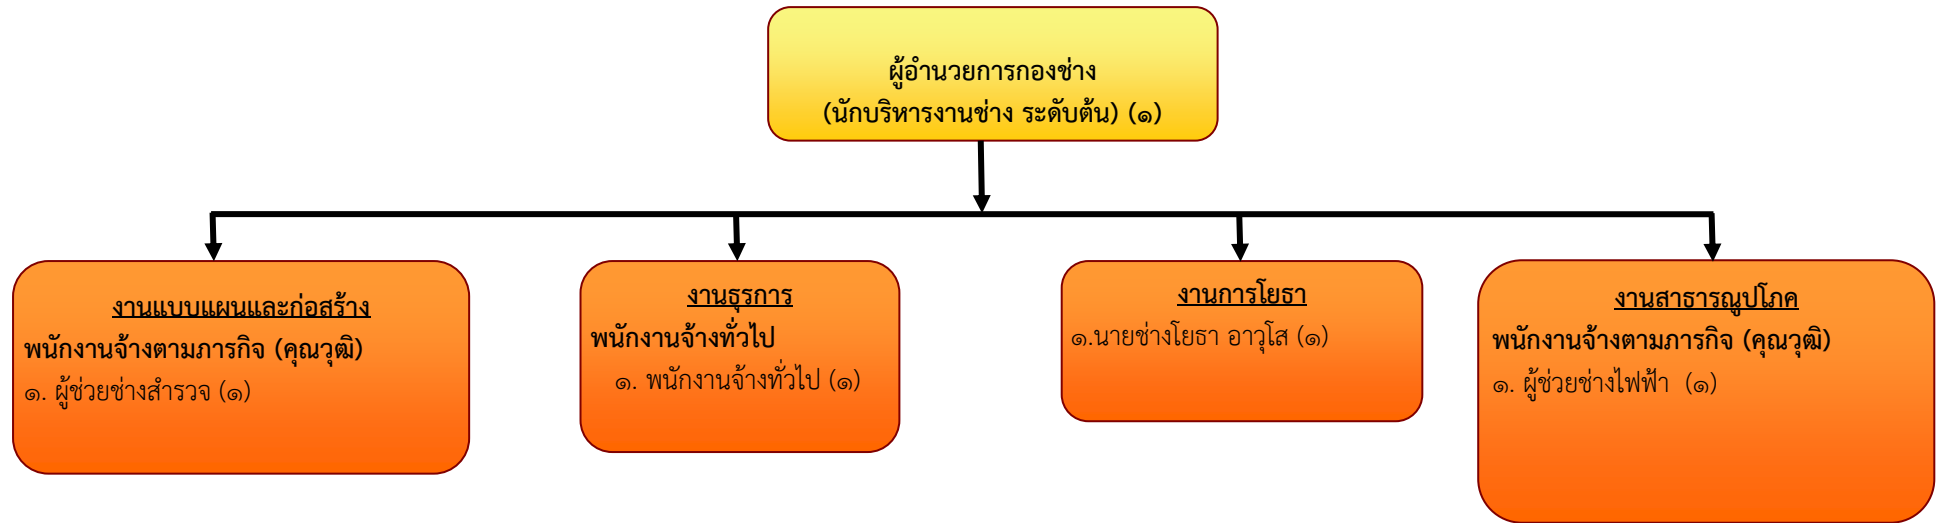 ผู้อำนวยการกองช่าง
(นักบริหารงานช่าง ระดับต้น) (๑)
งานแบบแผนและก่อสร้าง
พนักงานจ้างตามภารกิจ (คุณวุฒิ)
๑. ผู้ช่วยช่างสำรวจ (๑)
งานธุรการ
พนักงานจ้างทั่วไป
๑. พนักงานจ้างทั่วไป (๑)
งานการโยธา
๑.นายช่างโยธา อาวุโส (๑)
งานสาธารณูปโภค
พนักงานจ้างตามภารกิจ (คุณวุฒิ)
๑. ผู้ช่วยช่างไฟฟ้า (๑)